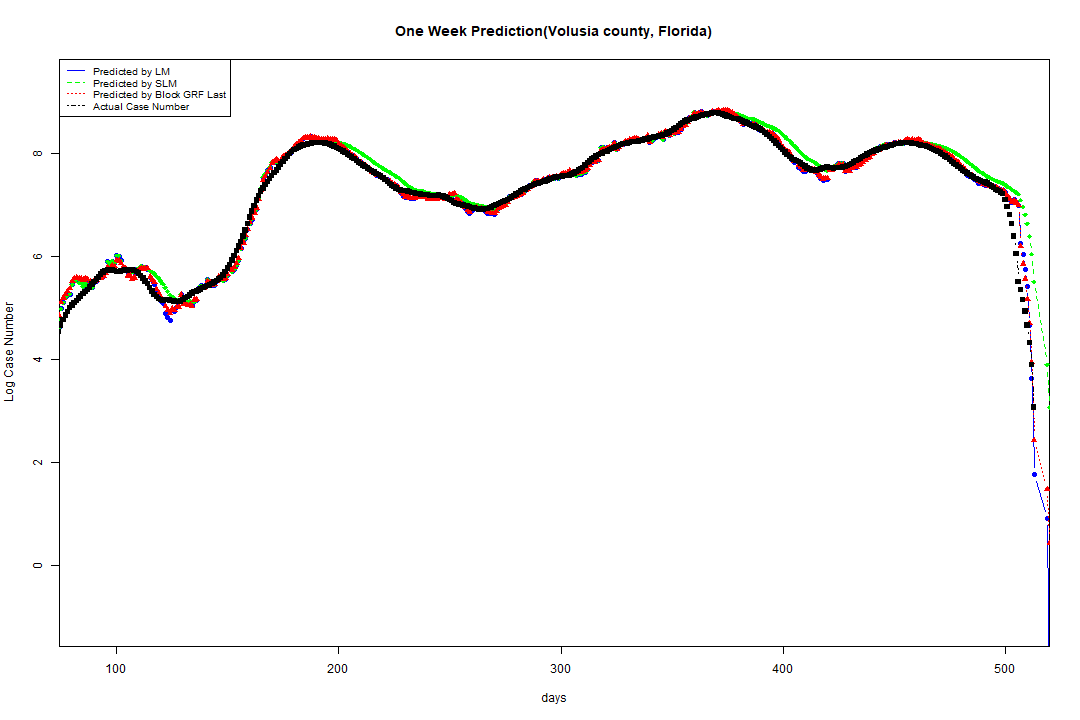 One Week Prediction(Volusia county, Florida)
Predicted by LM
Predicted by SLM
Predicted by Block GRF Last
Actual Case Number
Log Case Number
8
6
4
2
0
100 200 300 400 500
days